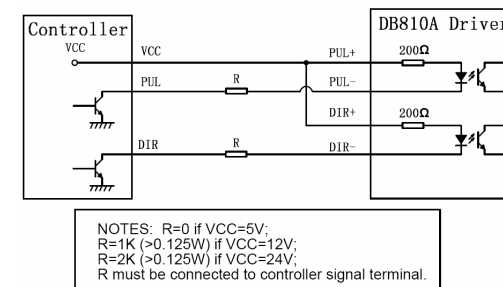 Controller
DB810A Driver
VCC
VCC
PUL+
200Ω
PUL
R
PUL-
DIR+
200Ω
DIR
R
DIR-
NOTES: R=0 if VCC=5V;
R=1K (>0.125W) if VCC=12V;
R=2K (>0.125W) if VCC=24V;
R must be connected to controller signal terminal.